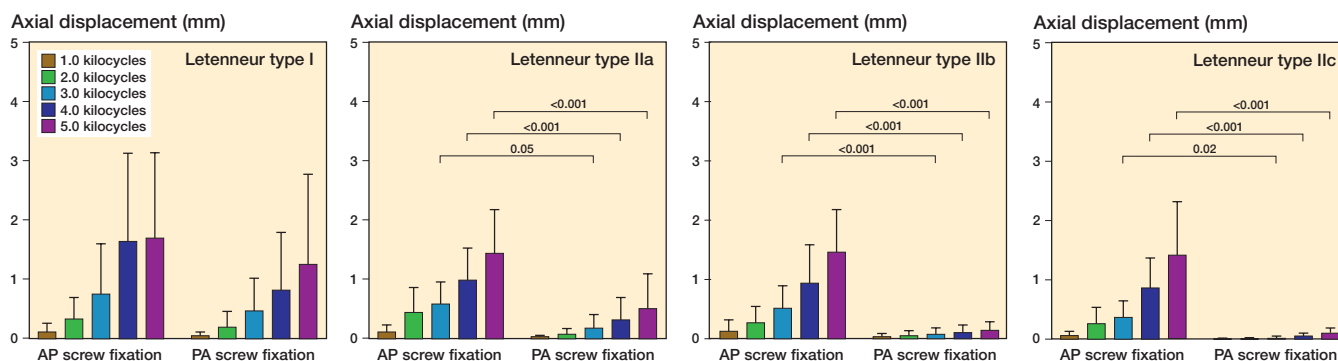 Axial displacement (mm)
5
4
3
2
1
0
1.0 kilocycles
2.0 kilocycles
3.0 kilocycles
4.0 kilocycles
5.0 kilocycles
Letenneur type I
AP screw fixation PA screw fixation
Axial displacement (mm)
5
4
3
2
1
0
Letenneur type IIa
<0.001
<0.001
0.05
AP screw fixation PA screw fixation
Axial displacement (mm)
5
4
3
2
1
0
Letenneur type IIb
<0.001
<0.001
<0.001
AP screw fixation PA screw fixation
Axial displacement (mm)
5
4
3
2
1
0
Letenneur type IIc
<0.001
<0.001
0.02
AP screw fixation PA screw fixation